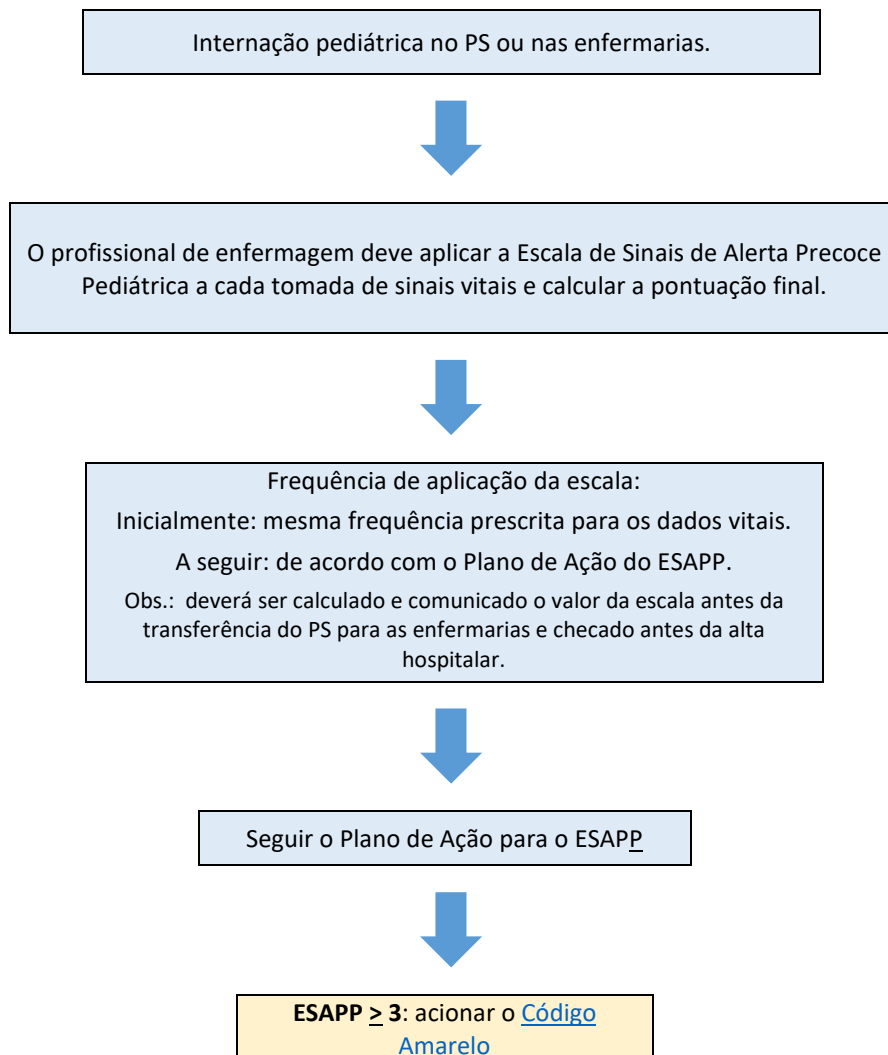 Internação pediátrica no PS ou nas enfermarias.
O profissional de enfermagem deve aplicar a Escala de Sinais de Alerta Precoce
Pediátrica a cada tomada de sinais vitais e calcular a pontuação final.
Frequência de aplicação da escala:
Inicialmente: mesma frequência prescrita para os dados vitais.
A seguir: de acordo com o Plano de Ação do ESAPP.
Obs.:  deverá ser calculado e comunicado o valor da escala antes da
transferência do PS para as enfermarias e checado antes da alta
hospitalar.
Seguir o Plano de Ação para o ESAPP
ESAPP > 3: acionar o Código
Amarelo